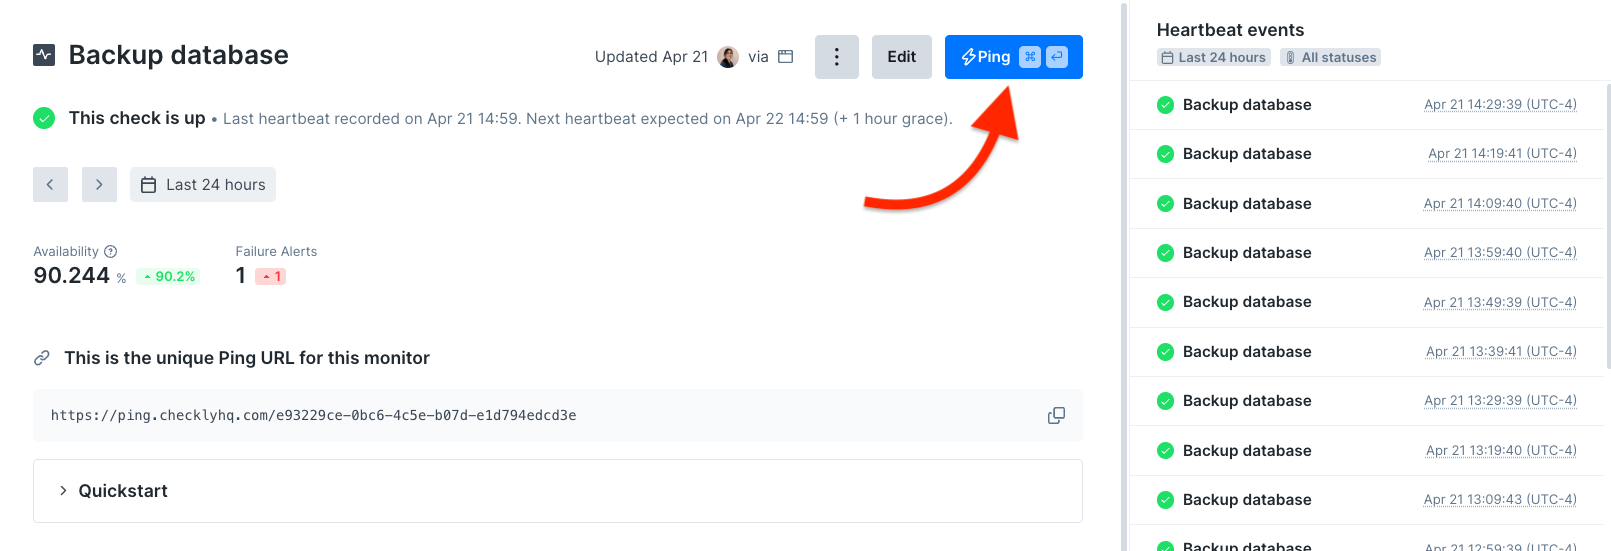 Backup database
Updated Apr 21 via
Edit
Ping ⌘ ↵
This check is up • Last heartbeat recorded on Apr 21 14:59. Next heartbeat expected on Apr 22 14:59 (+ 1 hour grace).
Last 24 hours
Availability
Failure Alerts
90.244 % 90.2%
1 1
This is the unique Ping URL for this monitor
https://ping.checklyhq.com/e93229ce-0bc6-4c5e-b07d-e1d794edcd3e
Quickstart
Heartbeat events
Last 24 hours All statuses
Backup database Apr 21 14:29:39 (UTC-4)
Backup database Apr 21 14:19:41 (UTC-4)
Backup database Apr 21 14:09:40 (UTC-4)
Backup database Apr 21 13:59:40 (UTC-4)
Backup database Apr 21 13:49:39 (UTC-4)
Backup database Apr 21 13:39:41 (UTC-4)
Backup database Apr 21 13:29:39 (UTC-4)
Backup database Apr 21 13:19:40 (UTC-4)
Backup database Apr 21 13:09:43 (UTC-4)
Backup database Apr 21 12:59:39 (UTC-4)